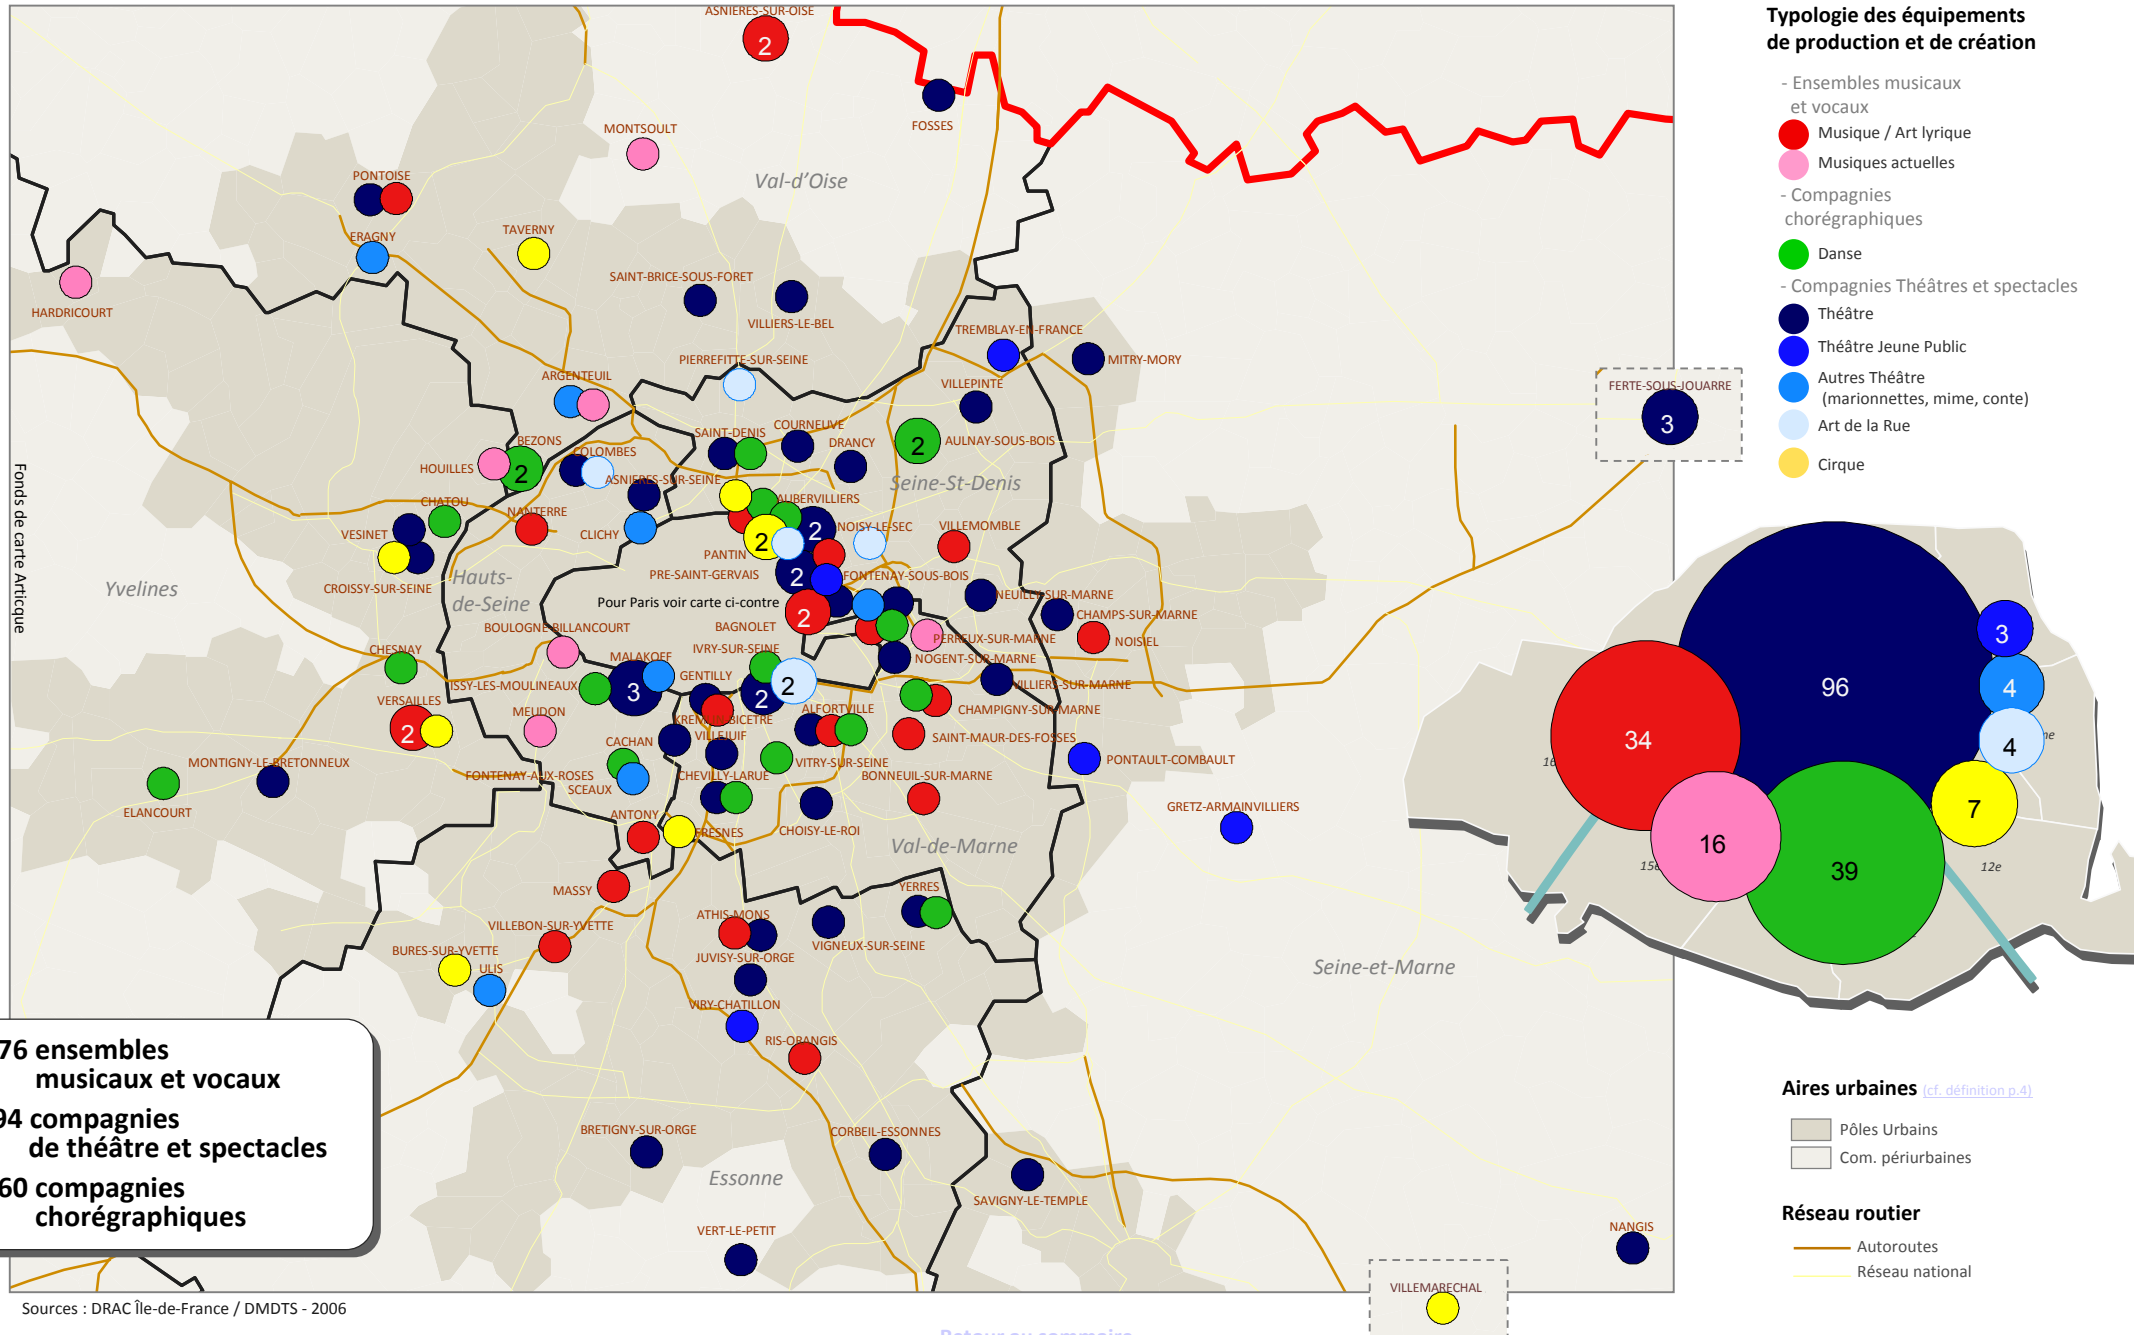 ASNIERES-SUR-OISE
2
FOSSES
MONTSOULT
Val-d'Oise
PONTOISE
ERAGNY
TAVERNY
HARDRICOURT
SAINT-BRICE-SOUS-FORET
VILLIERS-LE-BEL
TREMBLAY-EN-FRANCE
MITRY-MORY
PIERREFITTE-SUR-SEINE
ARGENTEUIL
VILLEPINTE
FERTE-SOUS-JOUARRE
3
SAINT-DENIS
COURNEUVE
DRANCY
2
AULNAY-SOUS-BOIS
BEZONS
HOUILLES
2
COLOMBES
ASNIERES-SUR-SEINE
Seine-St-Denis
CHATOU
NANTERRE
AUBERVILLIERS
VESINET
CLICHY
2
2
NOISY-LE-SEC
VILLEMOMBLE
PANTIN
CROISSY-SUR-SEINE
Yvelines
Hauts-
de-Seine
PRE-SAINT-GERVAIS
2
FONTENAY-SOUS-BOIS
NEUILLY-SUR-MARNE
Pour Paris voir carte ci-contre
2
CHAMPS-SUR-MARNE
BOULOGNE-BILLANCOURT
BAGNOLET
PERREUX-SUR-MARNE
NOISIEL
CHESNAY
MALAKOFF
IVRY-SUR-SEINE
NOGENT-SUR-MARNE
ISSY-LES-MOULINEAUX
3
GENTILLY
2
2
VILLIERS-SUR-MARNE
VERSAILLES
2
MEUDON
KREMLIN-BICETRE
ALFORTVILLE
CHAMPIGNY-SUR-MARNE
CACHAN
VILLEJUIF
SAINT-MAUR-DES-FOSSES
MONTIGNY-LE-BRETONNEUX
FONTENAY-AUX-ROSES
SCEAUX
CHEVILLY-LARUE
VITRY-SUR-SEINE
BONNEUIL-SUR-MARNE
PONTAULT-COMBAULT
ELANCOURT
ANTONY
FRESNES
CHOISY-LE-ROI
GRETZ-ARMAINVILLIERS
Val-de-Marne
MASSY
YERRES
VILLEBON-SUR-YVETTE
ATHIS-MONS
VIGNEUX-SUR-SEINE
BURES-SUR-YVETTE
ULIS
JUVISY-SUR-ORGE
Seine-et-Marne
VIRY-CHATILLON
RIS-ORANGIS
BRETIGNY-SUR-ORGE
CORBEIL-ESSONNES
Essonne
SAVIGNY-LE-TEMPLE
VERT-LE-PETIT
NANGIS
VILLEMARECHAL
Fonds de carte Articque
76 ensembles
musicaux et vocaux
94 compagnies
de théâtre et spectacles
60 compagnies
chorégraphiques
Sources : DRAC Île-de-France / DMDTS - 2006
Typologie des équipements
de production et de création
- Ensembles musicaux
et vocaux
Musique / Art lyrique
Musiques actuelles
- Compagnies
chorégraphiques
Danse
- Compagnies Théâtres et spectacles
Théâtre
Théâtre Jeune Public
Autres Théâtre
(marionnettes, mime, conte)
Art de la Rue
Cirque
96
3
4
4
34
7
16
39
15e
12e
Aires urbaines (cf. définition p.4)
Pôles Urbains
Com. périurbaines
Réseau routier
Autoroutes
Réseau national
Retour au sommaire